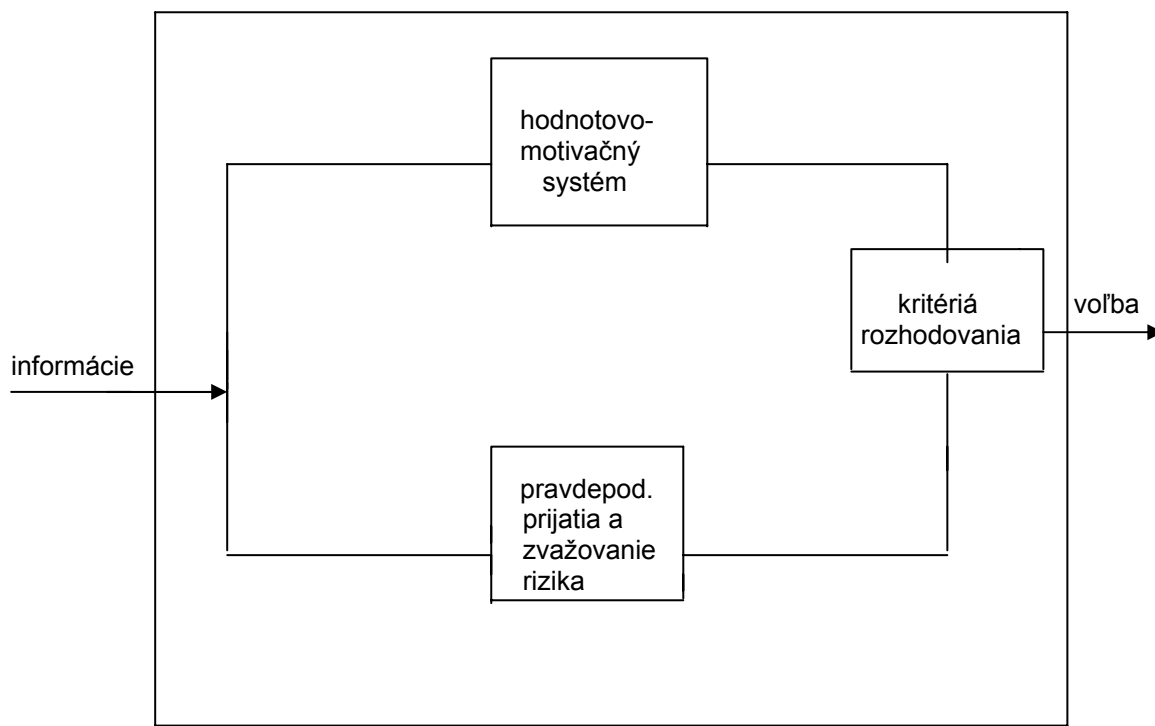 hodnotovo-
motivačný
systém
kritériá
rozhodovania
voľba
informácie
pravdepod.
prijatia a
zvažovanie
rizika